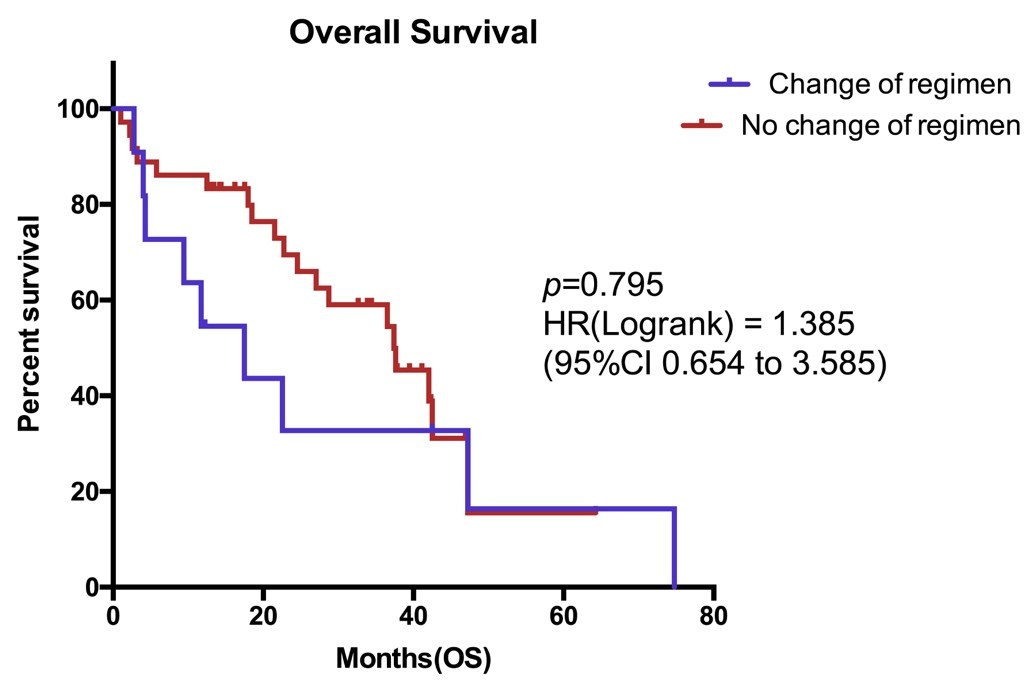 Overall Survival
Change of regimen
No change of regimen
100
80
60
40
20
0
Percent survival
p=0.795
HR(Logrank) = 1.385
(95%CI 0.654 to 3.585)
0 20 40 60 80
Months(OS)